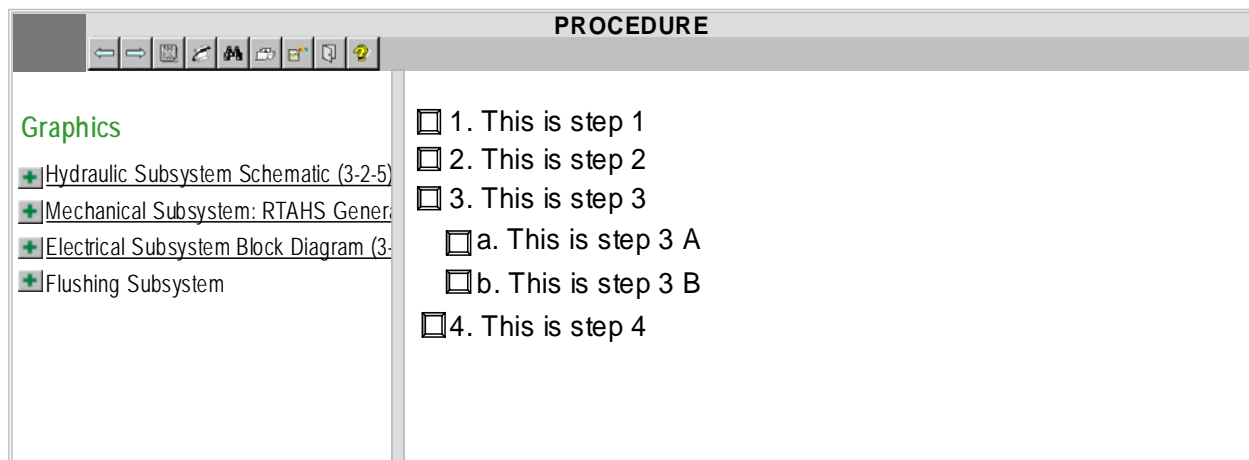 PROCEDURE
Graphics
Hydraulic Subsystem Schematic (3-2-5)
Mechanical Subsystem: RTAHS Genera
Electrical Subsystem Block Diagram (3-
Flushing Subsystem
1. This is step 1
2. This is step 2
3. This is step 3
a. This is step 3 A
b. This is step 3 B
4. This is step 4